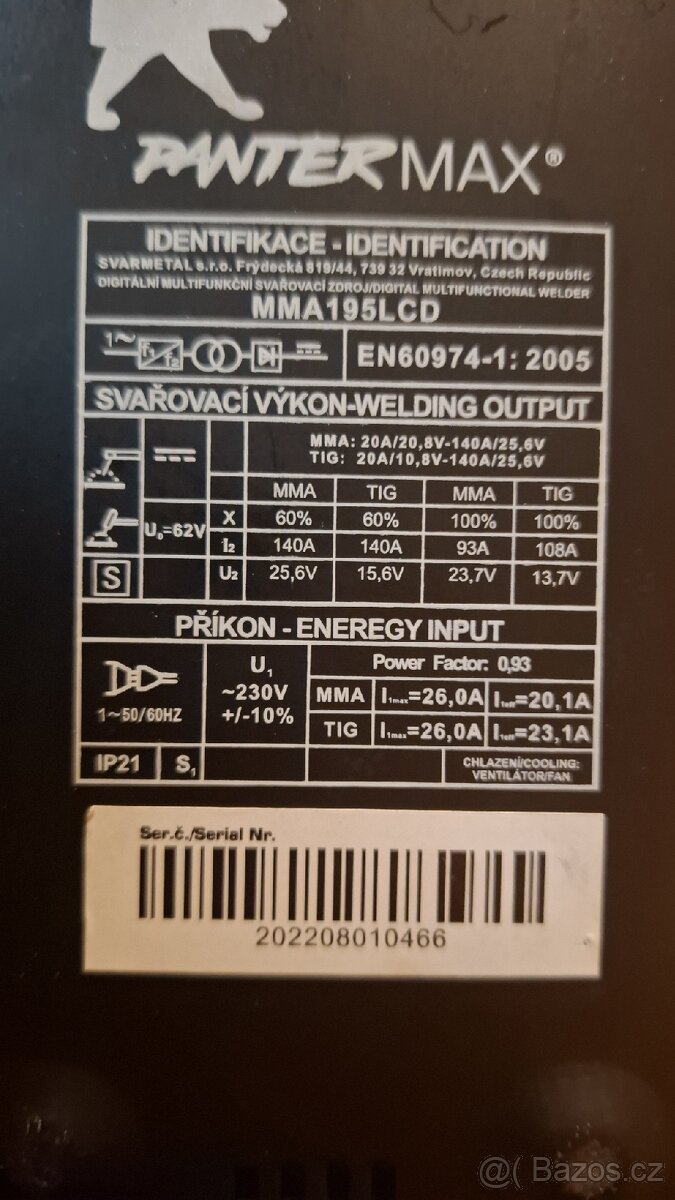 PANTERMAX®
IDENTIFIKACE - IDENTIFICATION
SVARMETAL s.r.o. Frýdecká 819/44, 739 32 Vratimov, Czech Republic
DIGITÁLNÍ MULTIFUNKČNÍ SVAŘOVACÍ ZDROJ/DIGITAL MULTIFUNCTIONAL WELDER
MMA195LCD
1~ f1 f2 EN60974-1: 2005
SVAŘOVACÍ VÝKON-WELDING OUTPUT
MMA: 20A/20,8V-140A/25,6V
TIG: 20A/10,8V-140A/25,6V
MMA TIG MMA TIG
U₀=62V X 60% 60% 100% 100%
I₂ 140A 140A 93A 108A
S U₂ 25,6V 15,6V 23,7V 13,7V
PŘÍKON - ENEREGY INPUT
U₁ Power Factor: 0,93
~230V MMA I1max=26,0A I1eff=20,1A
1~50/60HZ +/-10% TIG I1max=26,0A I1eff=23,1A
IP21 S₁ CHLAZENÍ/COOLING:
VENTILÁTOR/FAN
Ser.č./Serial Nr.
202208010466
@ Bazos.cz